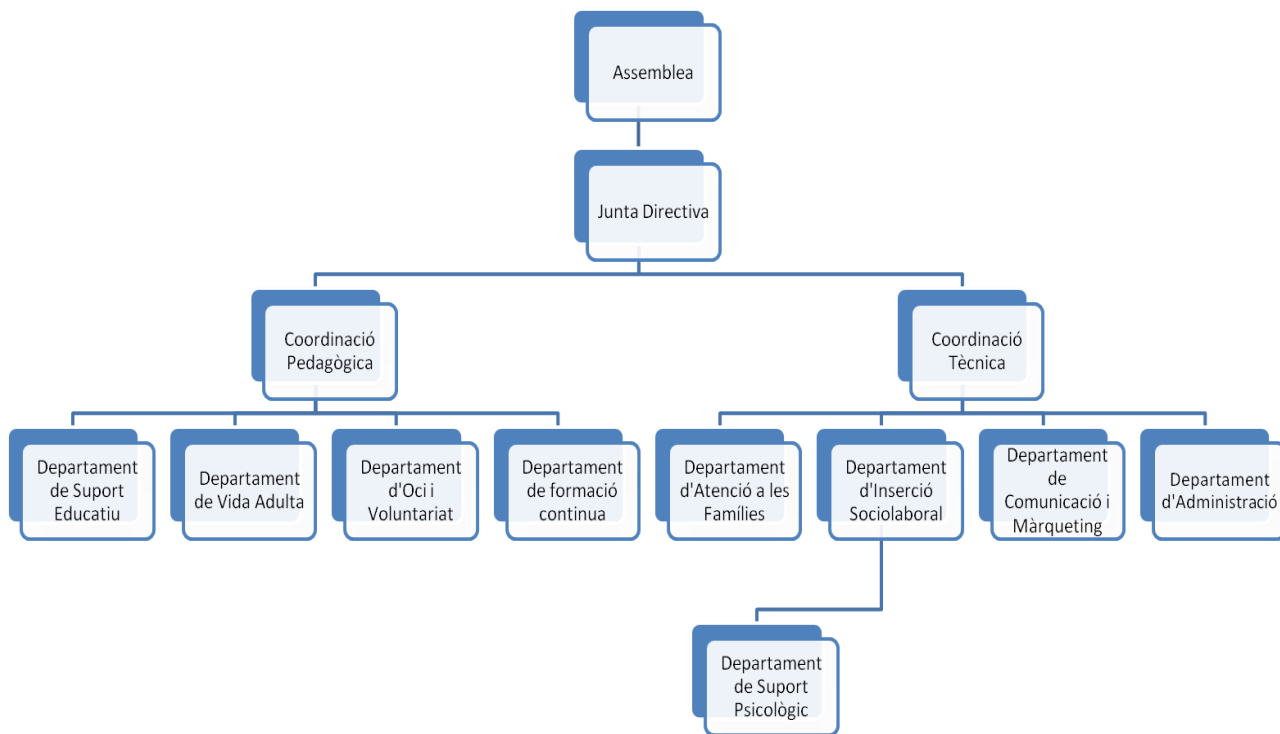 Assemblea
Junta Directiva
Coordinació
Pedagògica
Coordinació
Tècnica
Departament
de Suport
Educatiu
Departament
de Vida Adulta
Departament
d'Oci i
Voluntariat
Departament
de formació
continua
Departament
d'Atenció a les
Famílies
Departament
d'Inserció
Sociolaboral
Departament
de
Comunicació i
Màrqueting
Departament
d'Administració
Departament
de Suport
Psicològic